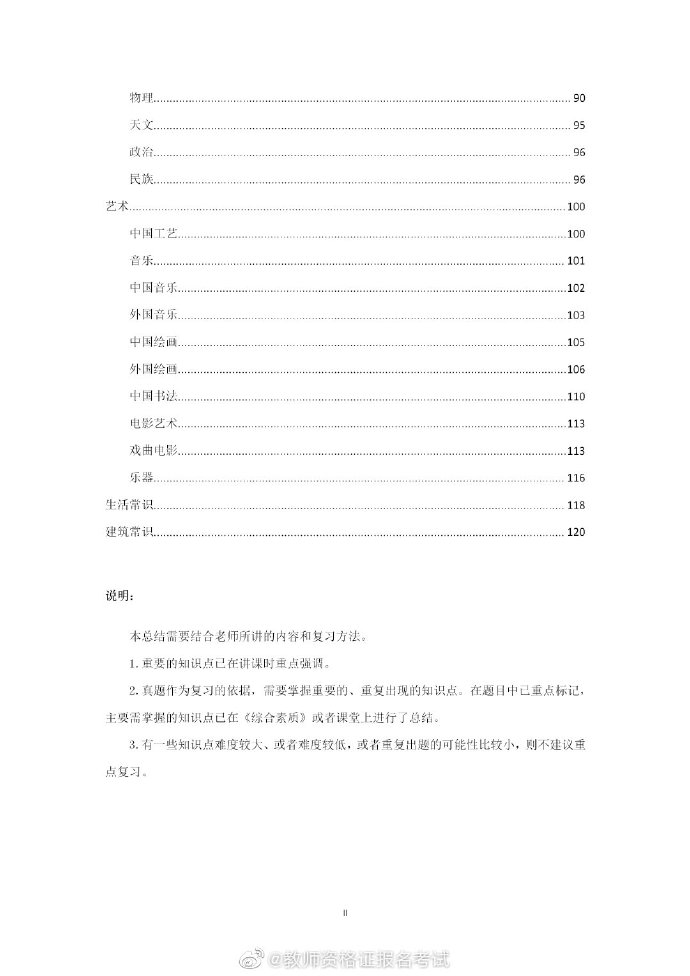 物理 90
天文 95
政治 96
民族 96
艺术 100
中国工艺 100
音乐 101
中国音乐 102
外国音乐 103
中国绘画 105
外国绘画 106
中国书法 110
电影艺术 113
戏曲电影 113
乐器 116
生活常识 118
建筑常识 120
说明：
本总结需要结合老师所讲的内容和复习方法。
1.重要的知识点已在讲课时重点强调。
2.真题作为复习的依据，需要掌握重要的、重复出现的知识点。在题目中已重点标记，
主要需掌握的知识点已在《综合素质》或者课堂上进行了总结。
3.有一些知识点难度较大、或者难度较低，或者重复出题的可能性比较小，则不建议重
点复习。
II
@教师资格证报名考试